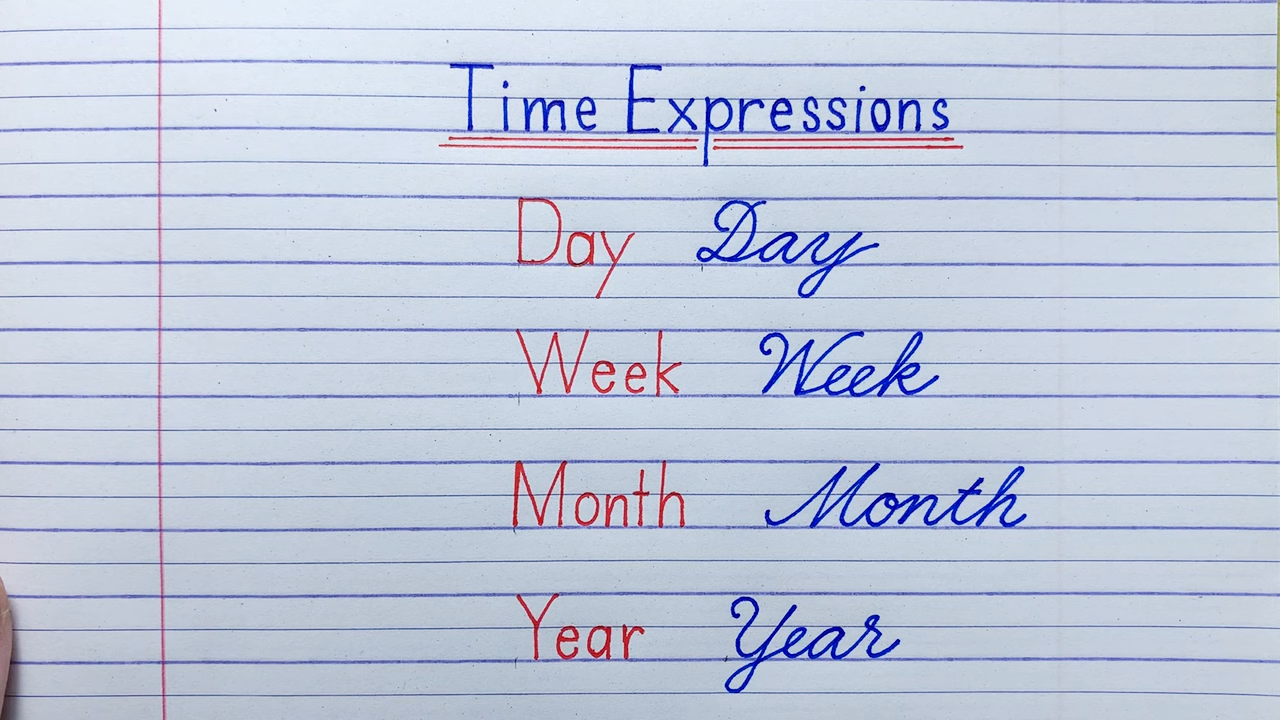 Time Expressions
Day Day
Week Week
Month Month
Year Year